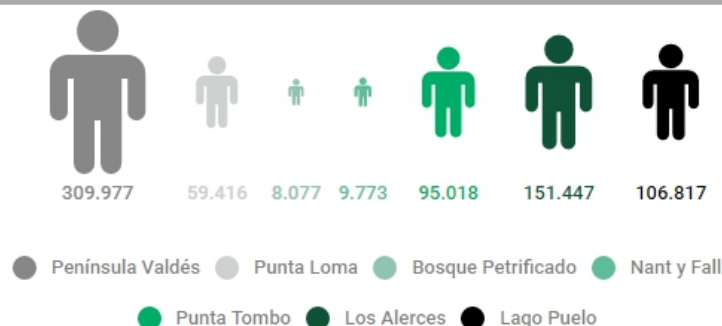 309.977 59.416 8.077 9.773 95.018 151.447 106.817
Península Valdés Punta Loma Bosque Petrificado Nant y Fall
Punta Tombo Los Alerces Lago Puelo